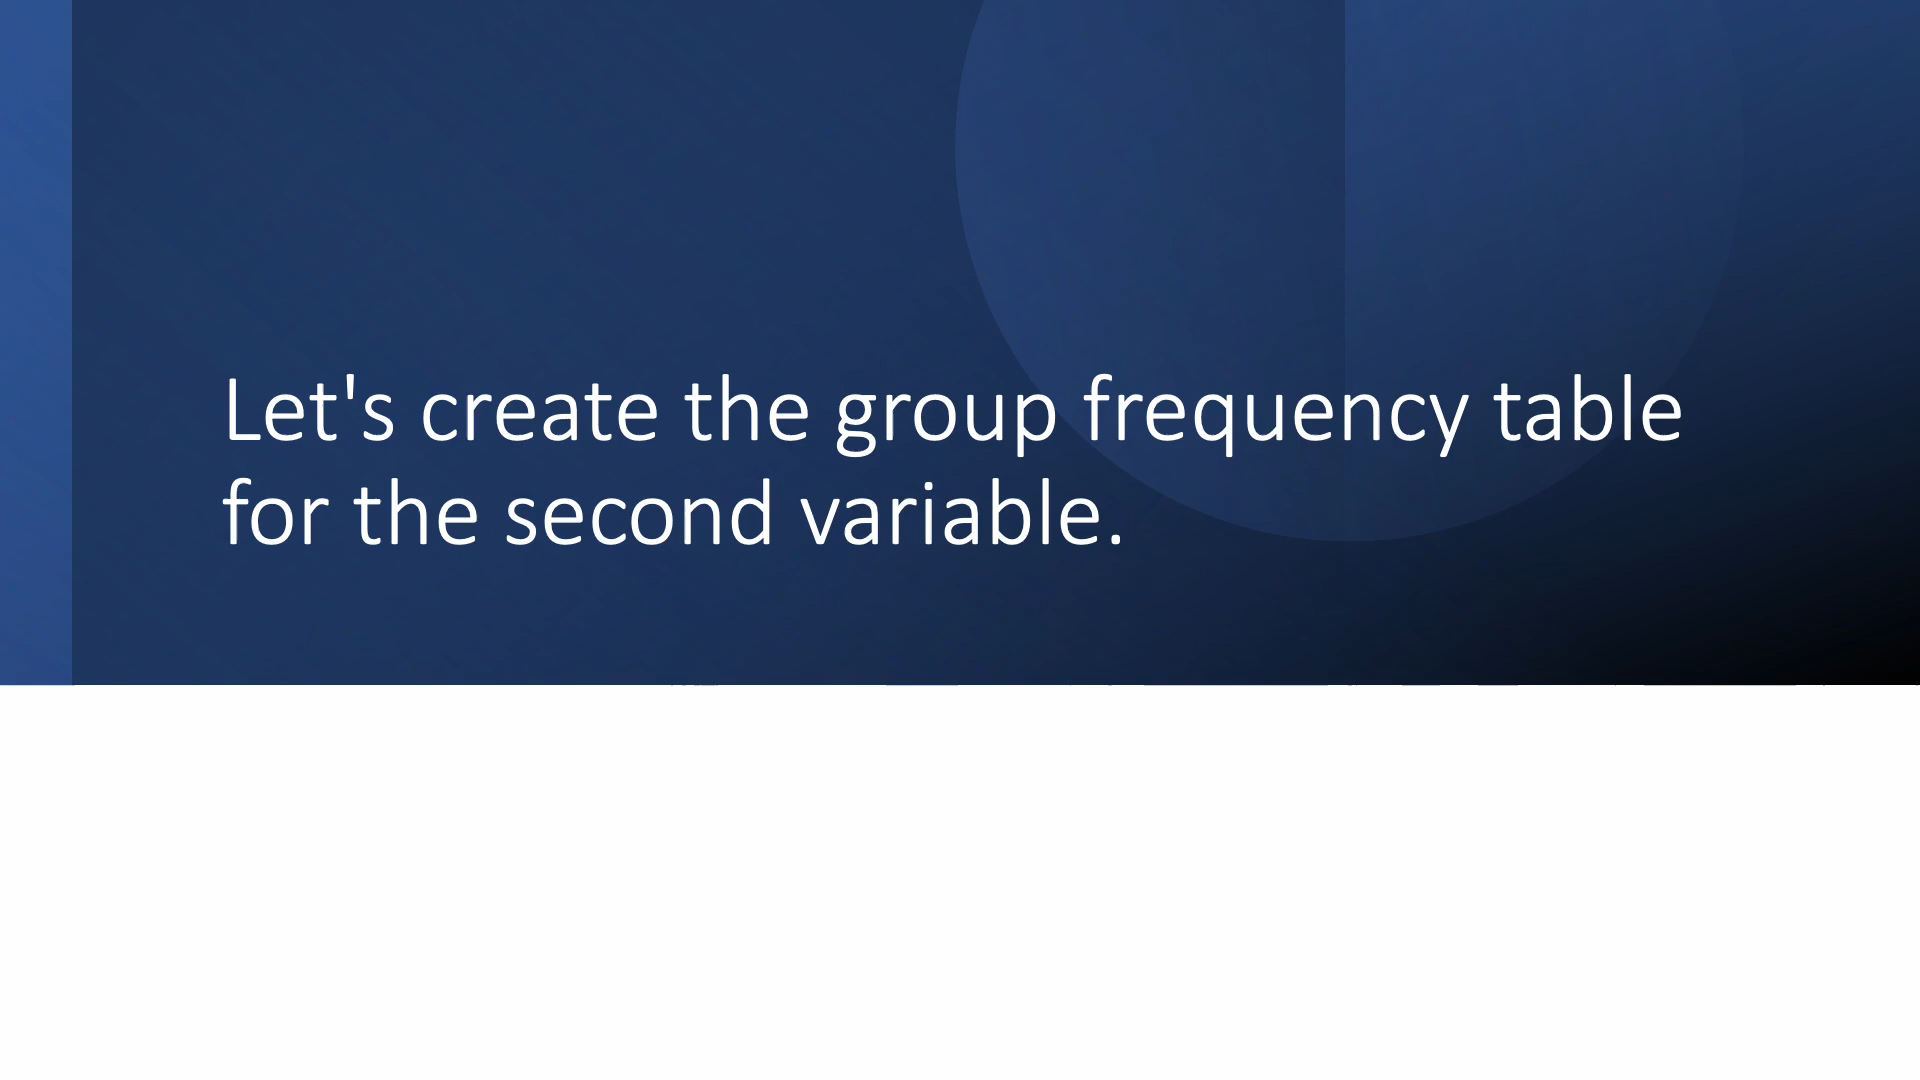 Let's create the group frequency table
for the second variable.